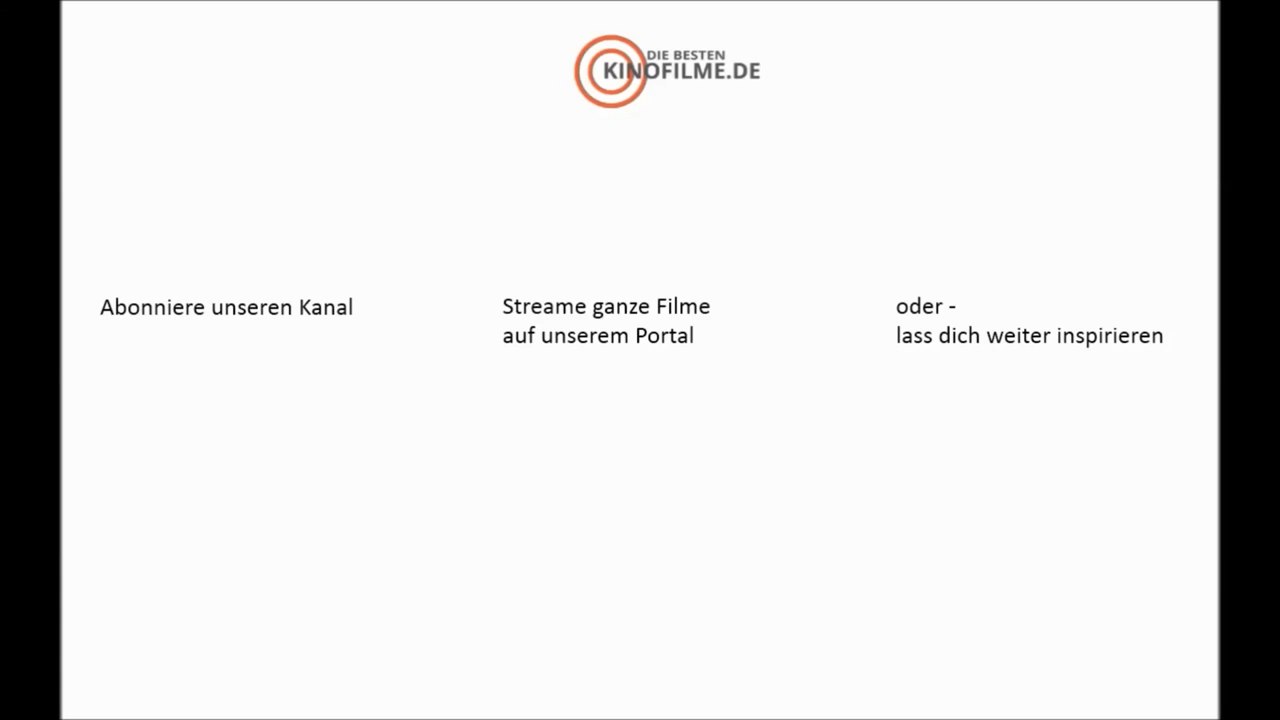 DIE BESTEN
KINOFILME.DE
Abonniere unseren Kanal
Streame ganze Filme
auf unserem Portal
oder -
lass dich weiter inspirieren